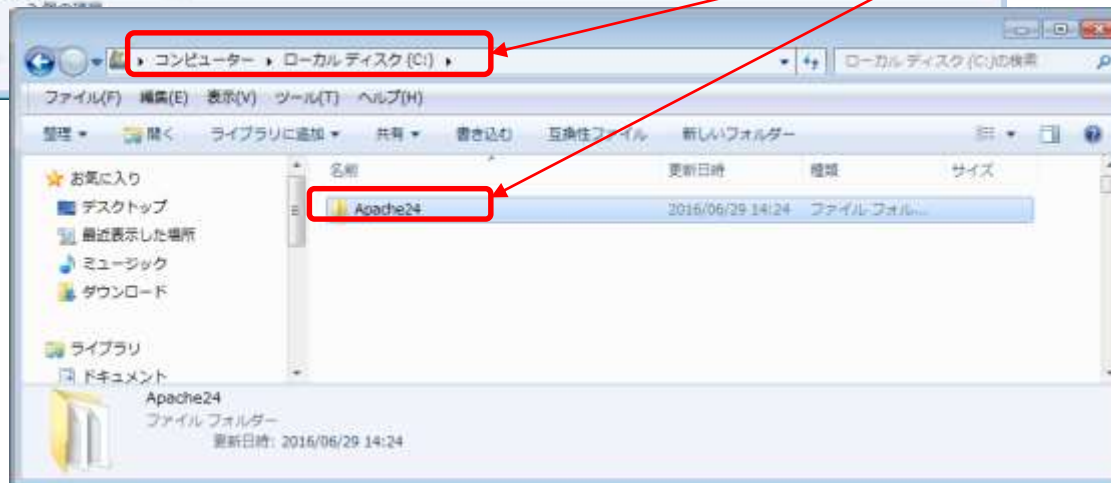 コンピューター ローカル ディスク (C:) ローカル ディスク (C:)の検索
ファイル(F) 編集(E) 表示(V) ツール(T) ヘルプ(H)
整理 開く ライブラリに追加 共有 書き込む 互換性ファイル 新しいフォルダー
お気に入り
デスクトップ
最近表示した場所
ミュージック
ダウンロード
ライブラリ
ドキュメント
名前 更新日時 種類 サイズ
Apache24 2016/06/29 14:24 ファイル フォル...
Apache24
ファイル フォルダー
更新日時: 2016/06/29 14:24